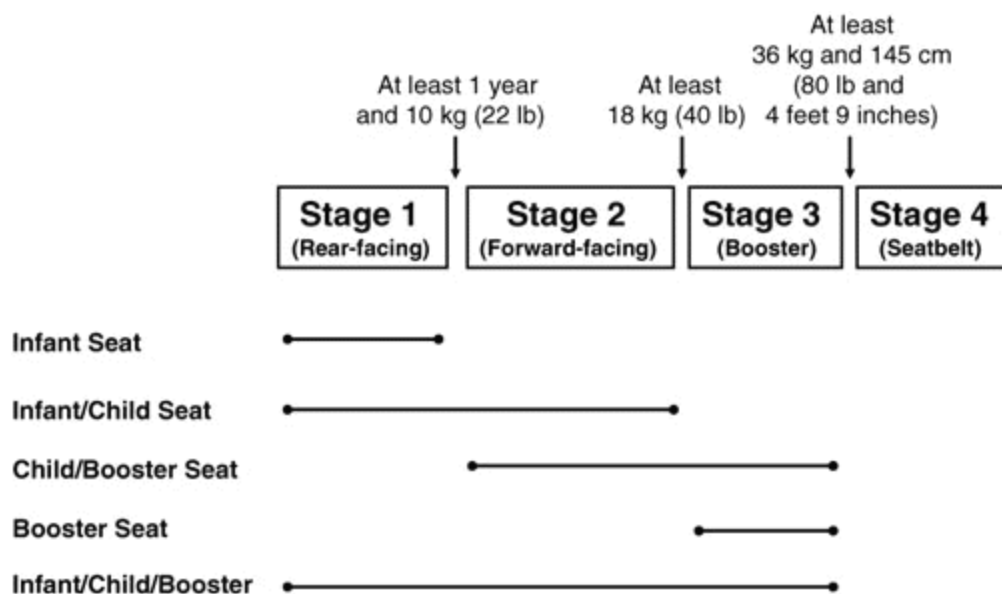 At least 1 year
and 10 kg (22 lb)
At least
18 kg (40 lb)
At least
36 kg and 145 cm
(80 lb and
4 feet 9 inches)
Stage 1
(Rear-facing)
Stage 2
(Forward-facing)
Stage 3
(Booster)
Stage 4
(Seatbelt)
Infant Seat
Infant/Child Seat
Child/Booster Seat
Booster Seat
Infant/Child/Booster